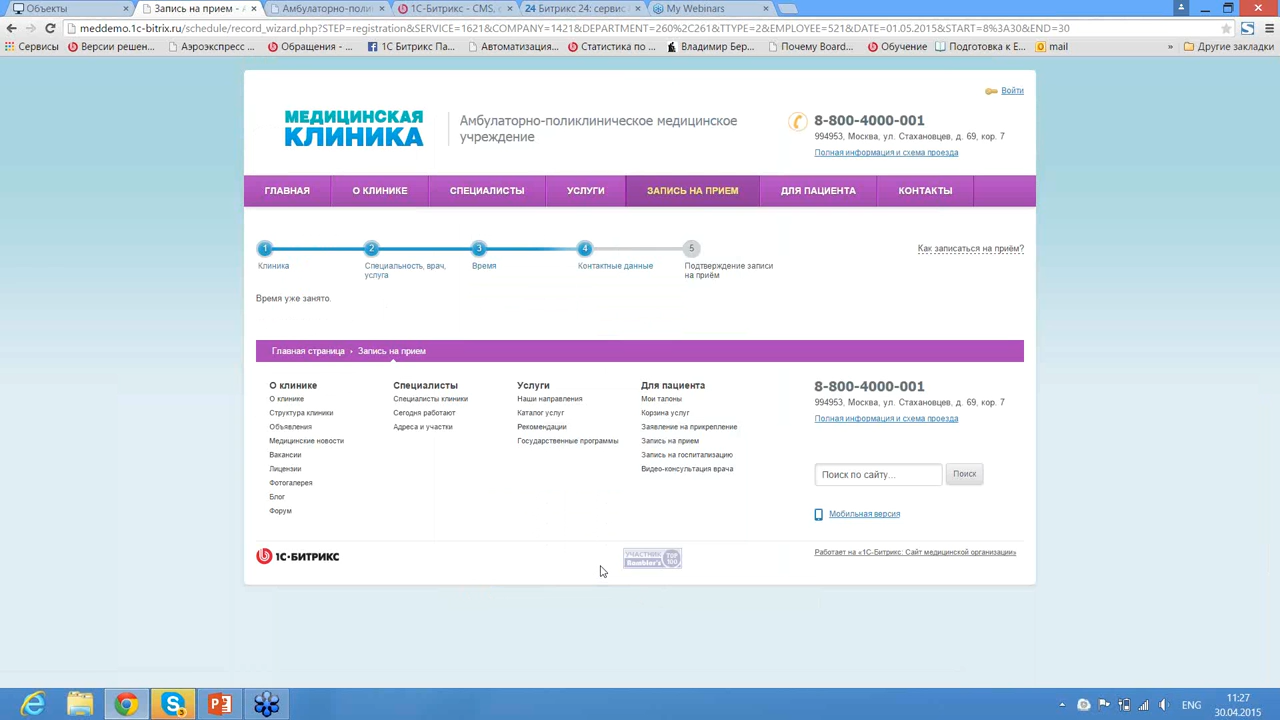 Объекты
Запись на прием - А
Амбулаторно-поли
1С-Битрикс - CMS, с
24 Битрикс 24: сервис
My Webinars
meddemo.1c-bitrix.ru/schedule/record_wizard.php?STEP=registration&SERVICE=1621&COMPANY=1421&DEPARTMENT=260%2C261&TTYPE=2&EMPLOYEE=521&DATE=01.05.2015&START=8%3A30&END=30
Сервисы
Версии решен...
Аэроэкспресс...
Обращения - ...
1С Битрикс Па...
Автоматизация...
Статистика по ...
Владимир Бер...
Почему Board...
Обучение
Подготовка к E...
mail
»
Другие закладки
Войти
МЕДИЦИНСКАЯ
КЛИНИКА
Амбулаторно-поликлиническое медицинское
учреждение
8-800-4000-001
994953, Москва, ул. Стахановцев, д. 69, кор. 7
Полная информация и схема проезда
ГЛАВНАЯ
О КЛИНИКЕ
СПЕЦИАЛИСТЫ
УСЛУГИ
ЗАПИСЬ НА ПРИЕМ
ДЛЯ ПАЦИЕНТА
КОНТАКТЫ
1
2
3
4
5
Клиника
Специальность, врач,
услуга
Время
Контактные данные
Подтверждение записи
на приём
Как записаться на приём?
Время уже занято.
Главная страница › Запись на прием
О клинике
О клинике
Структура клиники
Объявления
Медицинские новости
Вакансии
Лицензии
Фотогалерея
Блог
Форум
Специалисты
Специалисты клиники
Сегодня работают
Адреса и участки
Услуги
Наши направления
Каталог услуг
Рекомендации
Государственные программы
Для пациента
Мои талоны
Корзина услуг
Заявление на прикрепление
Запись на прием
Запись на госпитализацию
Видео-консультация врача
8-800-4000-001
994953, Москва, ул. Стахановцев, д. 69, кор. 7
Полная информация и схема проезда
Поиск по сайту...
Поиск
Мобильная версия
1С-БИТРИКС
УЧАСТНИК
Rambler's
TOP
100
Работает на «1С-Битрикс: Сайт медицинской организации»
ENG
11:27
30.04.2015